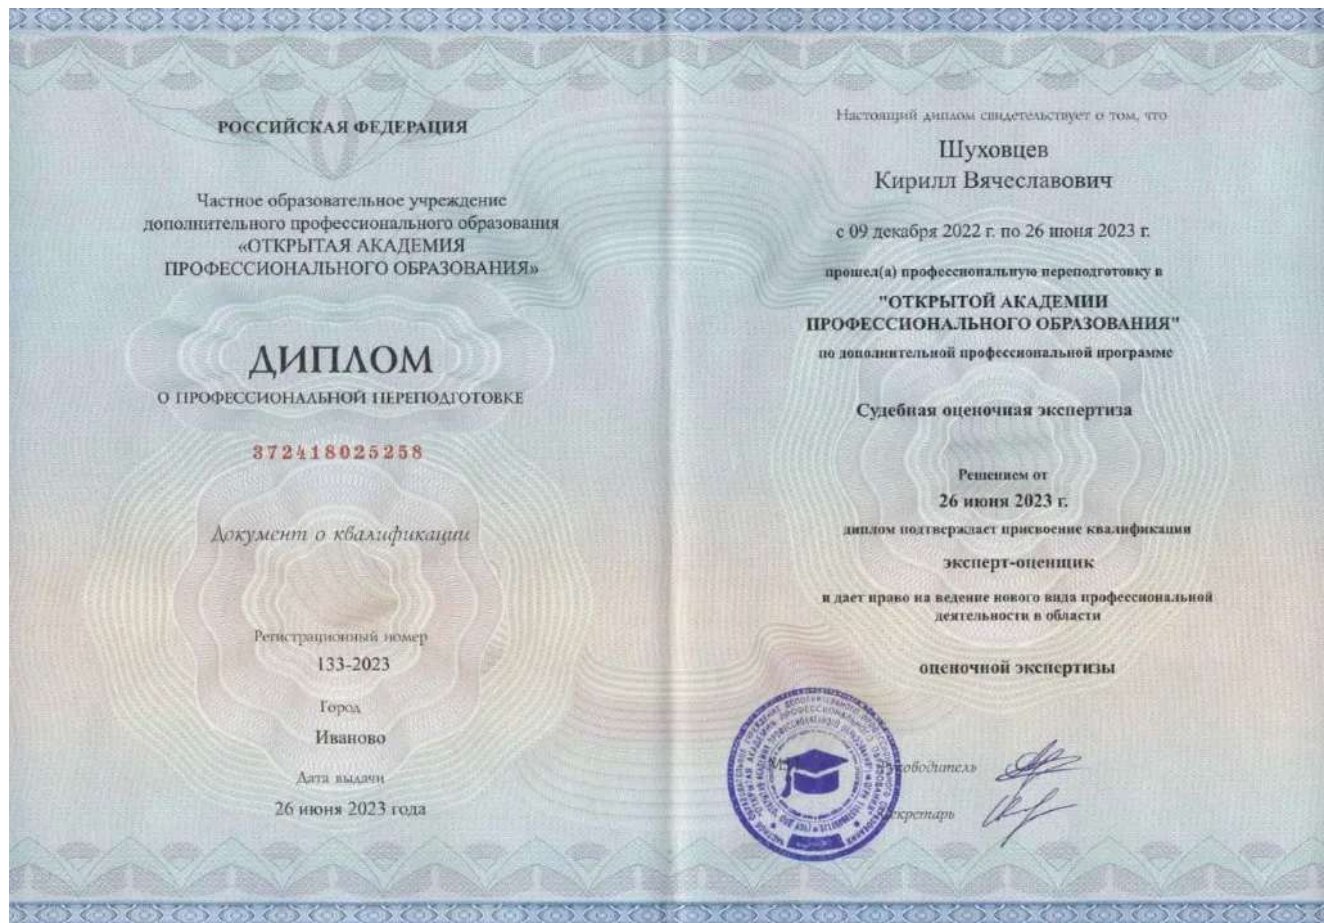 РОССИЙСКАЯ ФЕДЕРАЦИЯ
Частное образовательное учреждение
дополнительного профессионального образования
«ОТКРЫТАЯ АКАДЕМИЯ
ПРОФЕССИОНАЛЬНОГО ОБРАЗОВАНИЯ»
ДИПЛОМ
О ПРОФЕССИОНАЛЬНОЙ ПЕРЕПОДГОТОВКЕ
372418025258
Документ о квалификации
Регистрационный номер
133-2023
Город
Иваново
Дата выдачи
26 июня 2023 года
Настоящий диплом свидетельствует о том, что
Шуховцев
Кирилл Вячеславович
с 09 декабря 2022 г. по 26 июня 2023 г.
прошел(а) профессиональную переподготовку в
"ОТКРЫТОЙ АКАДЕМИИ
ПРОФЕССИОНАЛЬНОГО ОБРАЗОВАНИЯ"
по дополнительной профессиональной программе
Судебная оценочная экспертиза
Решением от
26 июня 2023 г.
диплом подтверждает присвоение квалификации
эксперт-оценщик
и дает право на ведение нового вида профессиональной
деятельности в области
оценочной экспертизы
Руководитель
Секретарь